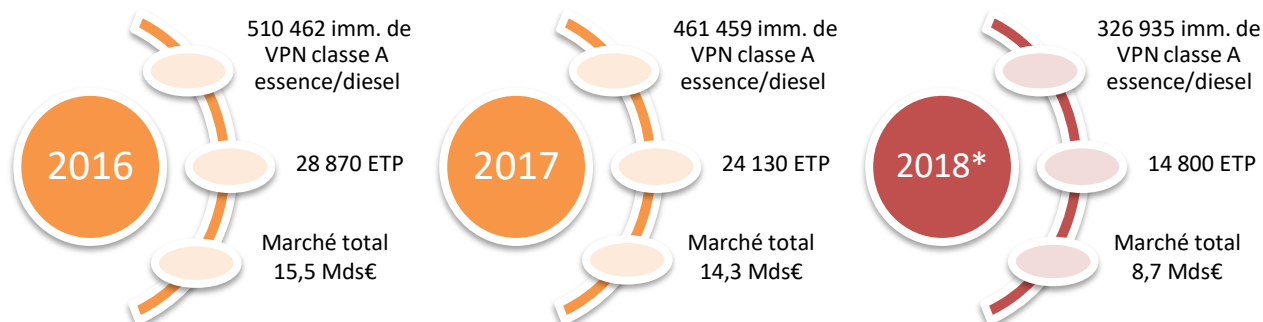 2016
510 462 imm. de
VPN classe A
essence/diesel
28 870 ETP
Marché total
15,5 Mds€
2017
461 459 imm. de
VPN classe A
essence/diesel
24 130 ETP
Marché total
14,3 Mds€
2018*
326 935 imm. de
VPN classe A
essence/diesel
14 800 ETP
Marché total
8,7 Mds€